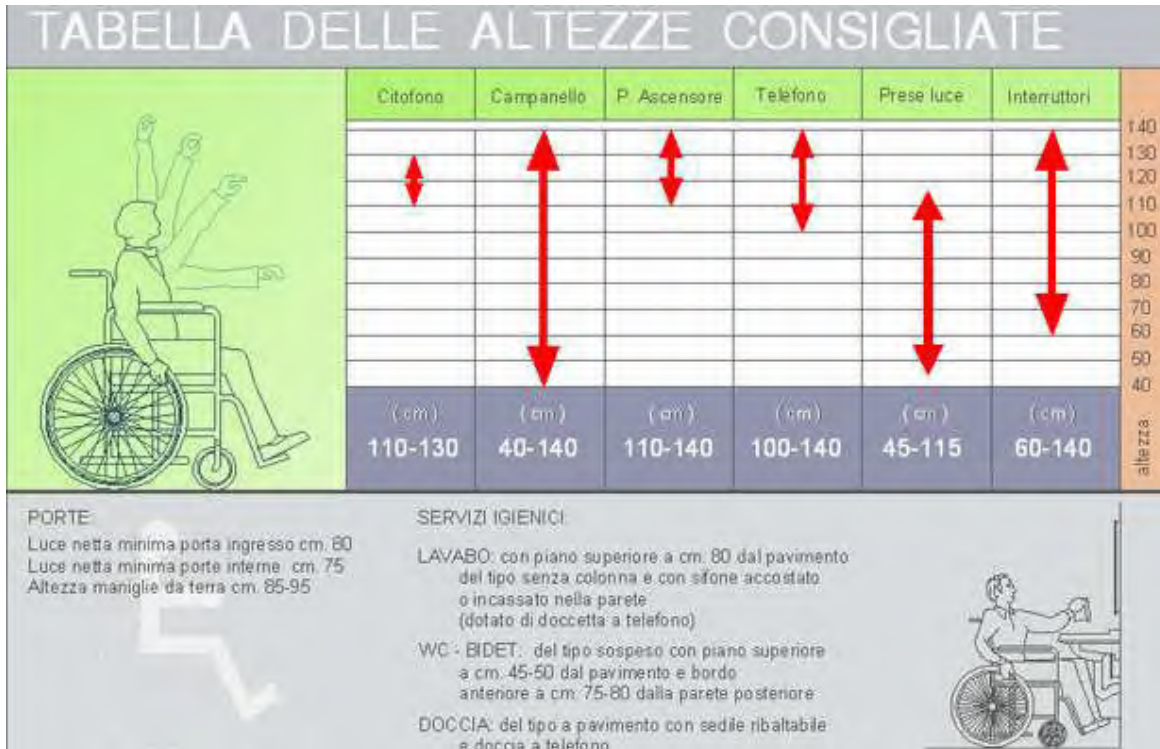 TABELLA DELLE ALTEZZE CONSIGLIATE
Citofono Campanello P. Ascensore Telefono Prese luce Interruttori
140
130
120
110
100
90
80
70
60
50
40
altezza
(cm) (cm) (cm) (cm) (cm) (cm)
110-130 40-140 110-140 100-140 45-115 60-140
PORTE:
Luce netta minima porta ingresso cm. 80
Luce netta minima porte interne cm. 75
Altezza maniglie da terra cm. 85-95
SERVIZI IGIENICI:
LAVABO: con piano superiore a cm. 80 dal pavimento
del tipo senza colonna e con sifone accostato
o incassato nella parete
(dotato di doccetta a telefono)
WC - BIDET: del tipo sospeso con piano superiore
a cm. 45-50 dal pavimento e bordo
anteriore a cm. 75-80 dalla parete posteriore
DOCCIA: del tipo a pavimento con sedile ribaltabile
e doccia a telefono